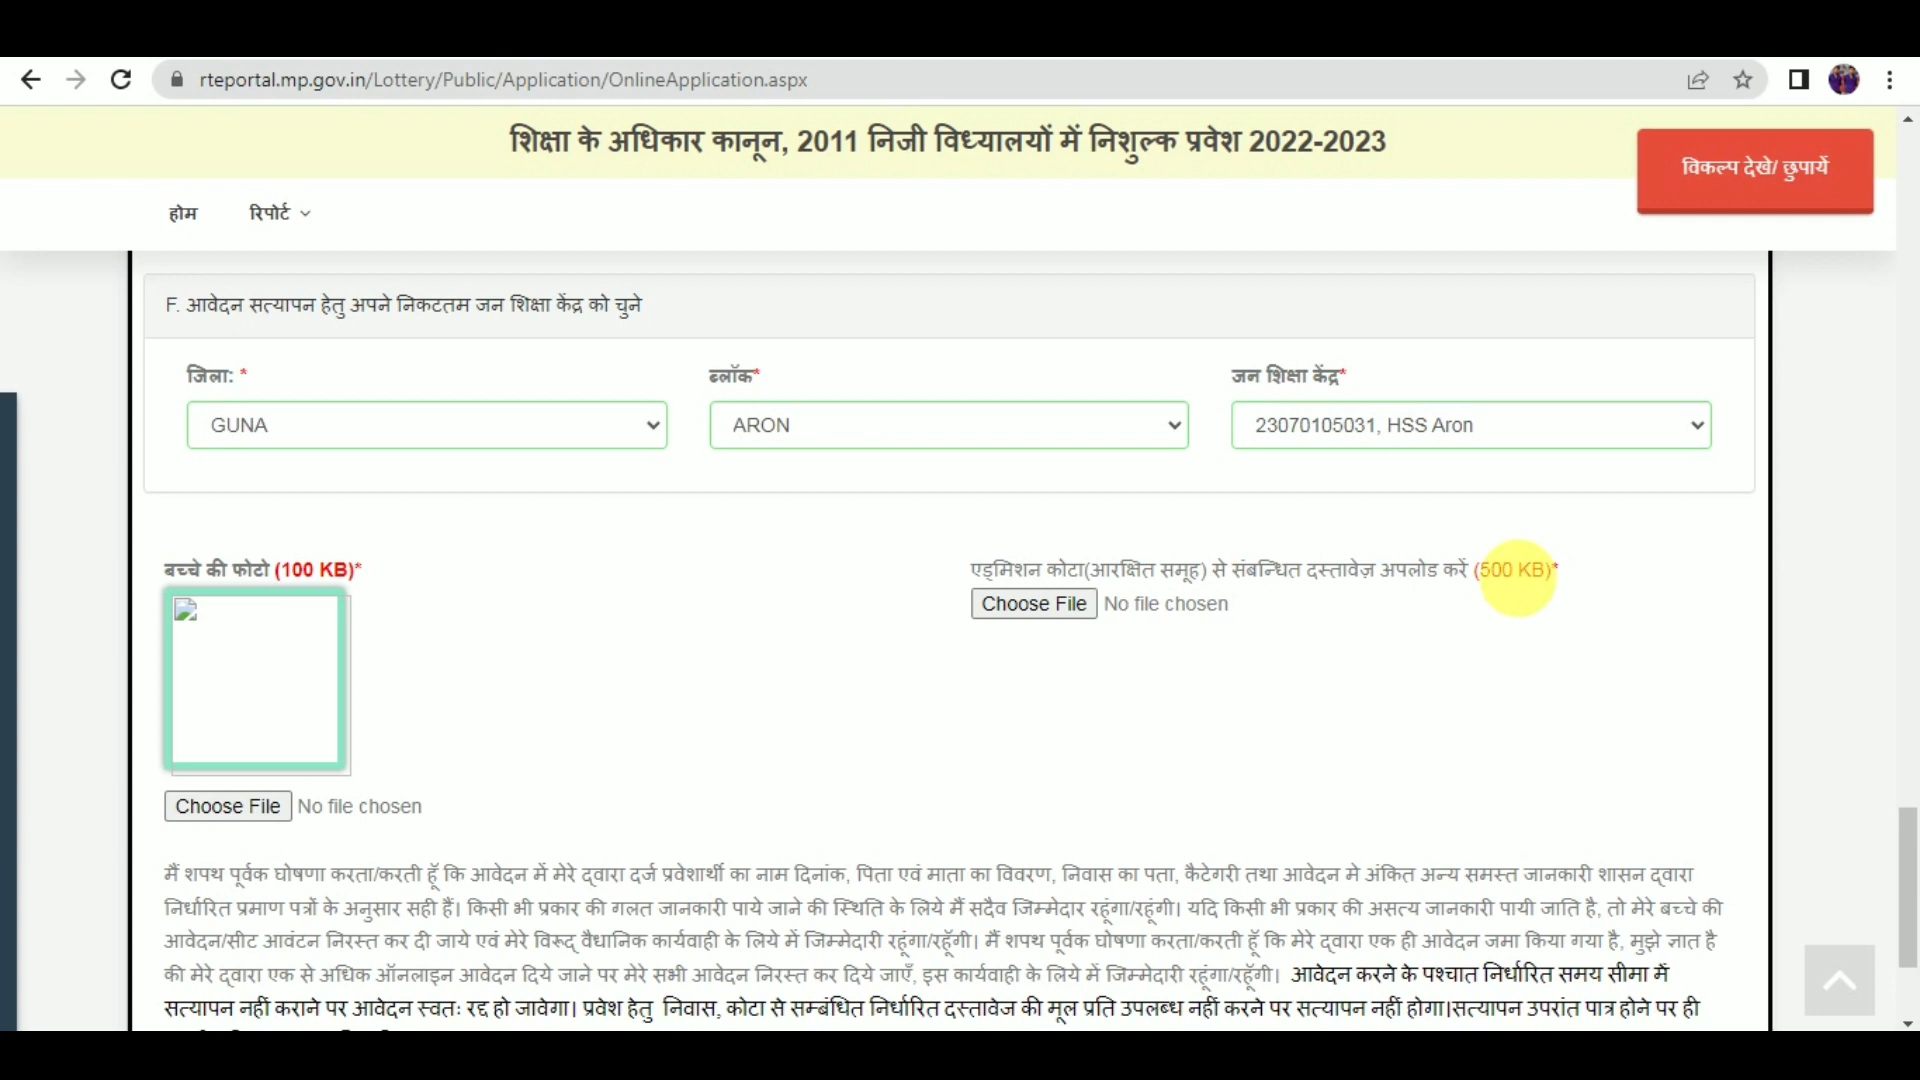 rteportal.mp.gov.in/Lottery/Public/Application/OnlineApplication.aspx
शिक्षा के अधिकार कानून, 2011 निजी विध्यालयों में निशुल्क प्रवेश 2022-2023
विकल्प देखे/ छुपायें
होम रिपोर्ट
F. आवेदन सत्यापन हेतु अपने निकटतम जन शिक्षा केंद्र को चुने
जिला: * ब्लॉक* जन शिक्षा केंद्र*
GUNA ARON 23070105031, HSS Aron
बच्चे की फोटो (100 KB)* एड्मिशन कोटा(आरक्षित समूह) से संबन्धित दस्तावेज़ अपलोड करें (500 KB)*
Choose File No file chosen
Choose File No file chosen
मैं शपथ पूर्वक घोषणा करता/करती हूँ कि आवेदन में मेरे द्वारा दर्ज प्रवेशार्थी का नाम दिनांक, पिता एवं माता का विवरण, निवास का पता, कैटेगरी तथा आवेदन मे अंकित अन्य समस्त जानकारी शासन द्वारा
निर्धारित प्रमाण पत्रों के अनुसार सही हैं। किसी भी प्रकार की गलत जानकारी पाये जाने की स्थिति के लिये मैं सदैव जिम्मेदार रहूंगा/रहूंगी। यदि किसी भी प्रकार की असत्य जानकारी पायी जाति है, तो मेरे बच्चे की
आवेदन/सीट आवंटन निरस्त कर दी जाये एवं मेरे विरूद् वैधानिक कार्यवाही के लिये में जिम्मेदारी रहूंगा/रहूँगी। मैं शपथ पूर्वक घोषणा करता/करती हूँ कि मेरे द्वारा एक ही आवेदन जमा किया गया है, मुझे ज्ञात है
की मेरे द्वारा एक से अधिक ऑनलाइन आवेदन दिये जाने पर मेरे सभी आवेदन निरस्त कर दिये जाएँ, इस कार्यवाही के लिये में जिम्मेदारी रहूंगा/रहूँगी। आवेदन करने के पश्चात निर्धारित समय सीमा में
सत्यापन नहीं कराने पर आवेदन स्वतः रद्द हो जावेगा। प्रवेश हेतु निवास, कोटा से सम्बंधित निर्धारित दस्तावेज की मूल प्रति उपलब्ध नहीं करने पर सत्यापन नहीं होगा।सत्यापन उपरांत पात्र होने पर ही